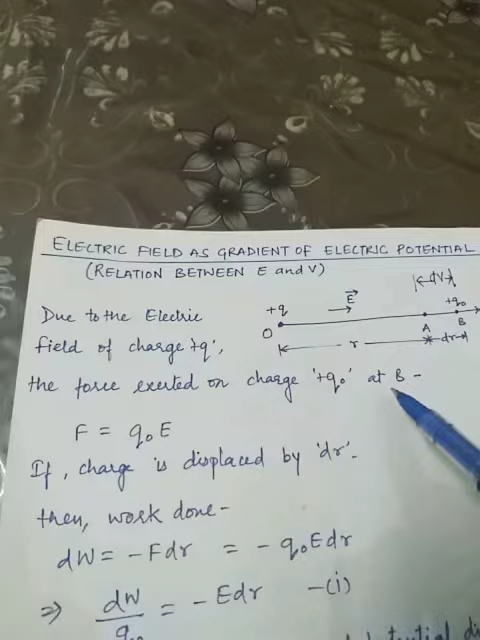 ELECTRIC FIELD AS GRADIENT OF ELECTRIC POTENTIAL
(RELATION BETWEEN E and V)
dV
+q E⃗ +q₀
O A B
r dr
Due to the Electric
field of charge '+q',
the force exerted on charge '+q₀' at B -
F = q₀E
If, charge is displaced by 'dr'-
then, work done -
dW = -Fdr = - q₀Edr
⇒ dW/q₀ = - Edr -(i)